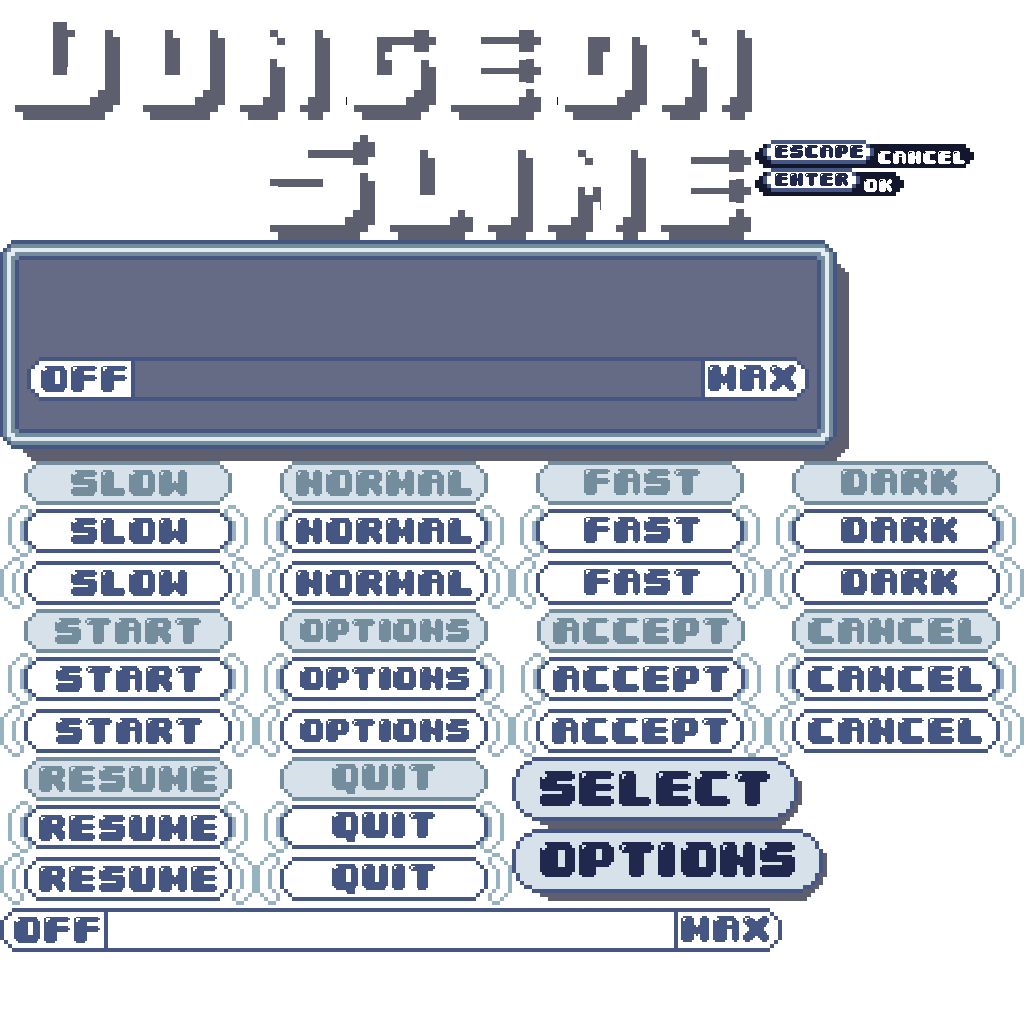 DUNGEON
SLIME
ESCAPE CANCEL
ENTER OK
OFF MAX
SLOW NORMAL FAST DARK
SLOW NORMAL FAST DARK
SLOW NORMAL FAST DARK
START OPTIONS ACCEPT CANCEL
START OPTIONS ACCEPT CANCEL
START OPTIONS ACCEPT CANCEL
RESUME QUIT SELECT
RESUME QUIT OPTIONS
RESUME QUIT
OFF MAX